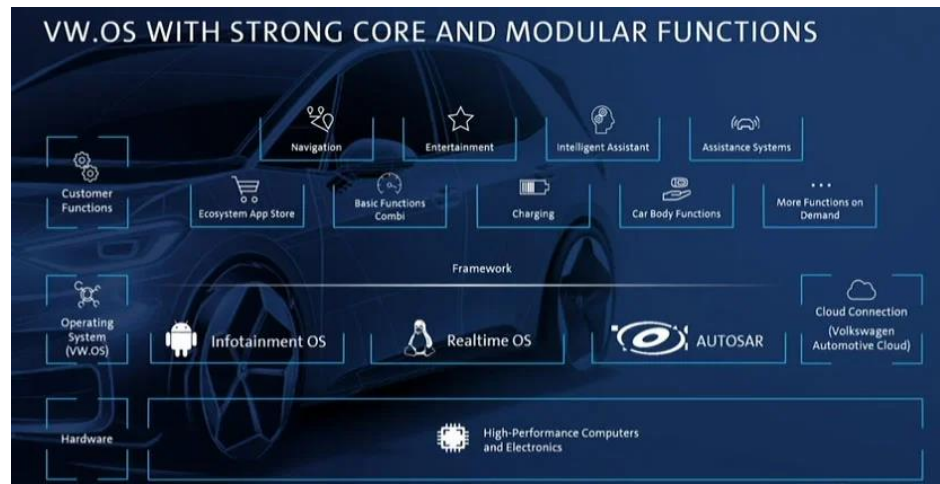 VW.OS WITH STRONG CORE AND MODULAR FUNCTIONS
Navigation
Entertainment
Intelligent Assistant
Assistance Systems
Customer
Functions
Ecosystem App Store
Basic Functions
Combi
Charging
Car Body Functions
More Functions on
Demand
Framework
Operating
System
(VW.OS)
Infotainment OS
Realtime OS
AUTOSAR
Cloud Connection
(Volkswagen
Automotive Cloud)
Hardware
High-Performance Computers
and Electronics